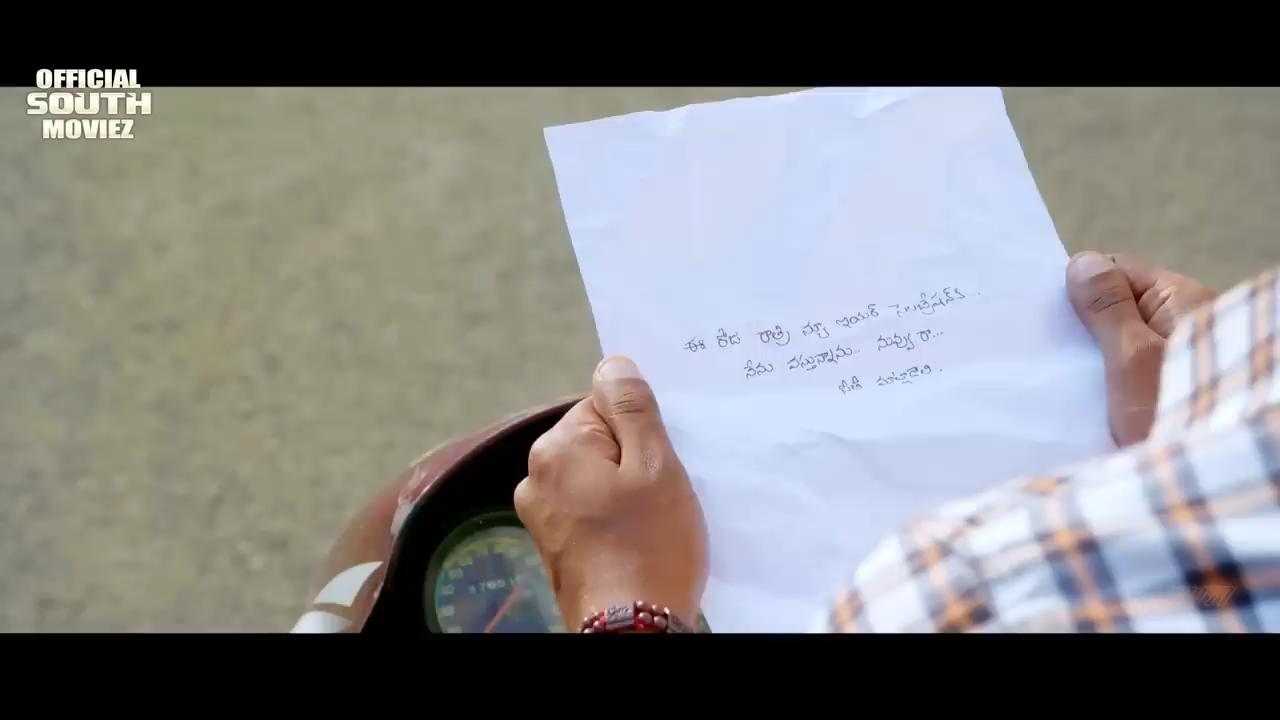 OFFICIAL
SOUTH
MOVIEZ
ఈ రోజు రాత్రి న్యూ ఇయర్ సెలబ్రేషన్స్...
నేను వస్తున్నాను.. నువ్వు రా...
నీతో మాట్లాడాలి.